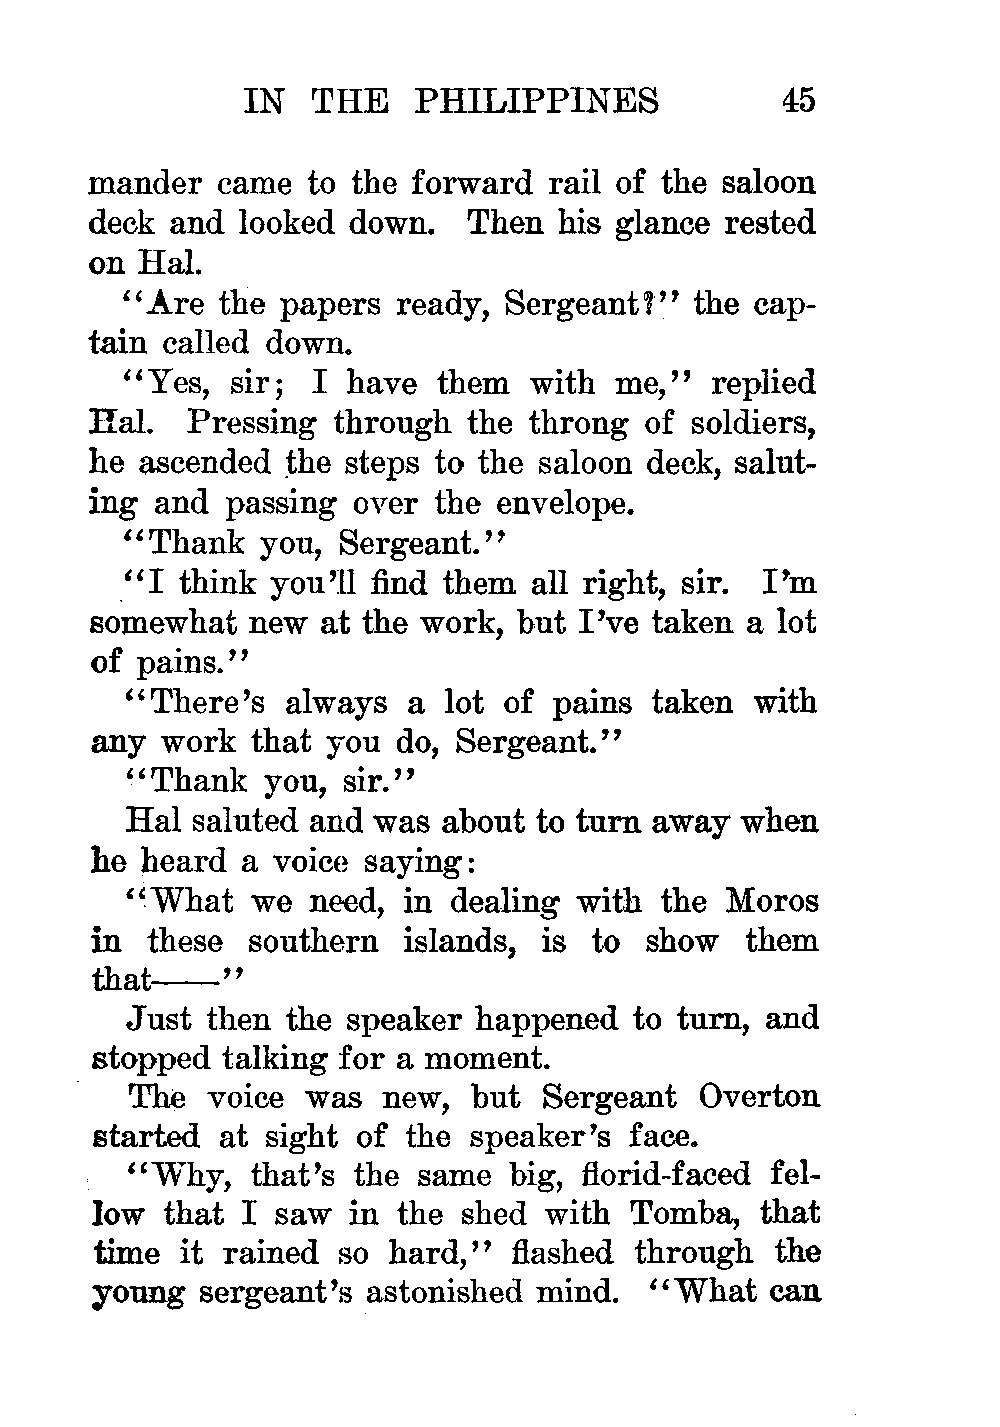 IN THE PHILIPPINES 45
mander came to the forward rail of the saloon
deck and looked down. Then his glance rested
on Hal.
"Are the papers ready, Sergeant?" the cap-
tain called down.
"Yes, sir; I have them with me," replied
Hal. Pressing through the throng of soldiers,
he ascended the steps to the saloon deck, salut-
ing and passing over the envelope.
"Thank you, Sergeant."
"I think you'll find them all right, sir. I'm
somewhat new at the work, but I've taken a lot
of pains."
"There's always a lot of pains taken with
any work that you do, Sergeant."
"Thank you, sir."
Hal saluted and was about to turn away when
he heard a voice saying:
"What we need, in dealing with the Moros
in these southern islands, is to show them
that——"
Just then the speaker happened to turn, and
stopped talking for a moment.
The voice was new, but Sergeant Overton
started at sight of the speaker's face.
"Why, that's the same big, florid-faced fel-
low that I saw in the shed with Tomba, that
time it rained so hard," flashed through the
young sergeant's astonished mind. "What can